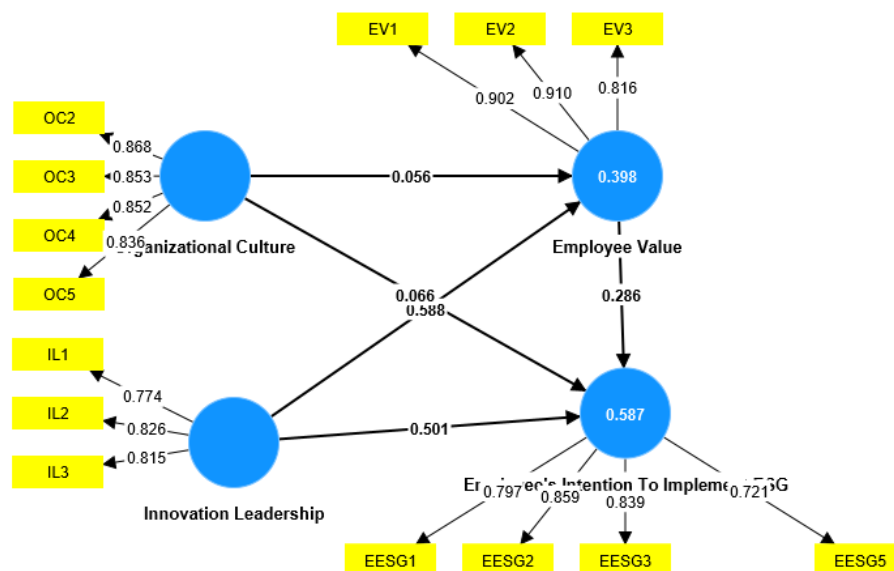 EV1
EV2
EV3
0.902
0.910
0.816
OC2
OC3
OC4
OC5
0.868
0.853
0.852
0.836
Culture
0.056
0.398
Employee Value
0.066
0.588
0.286
IL1
IL2
IL3
0.774
0.826
0.815
Innovation Leadership
0.501
0.587
Intention To
0.797
0.859
0.839
0.721
EESG1
EESG2
EESG3
EESG5